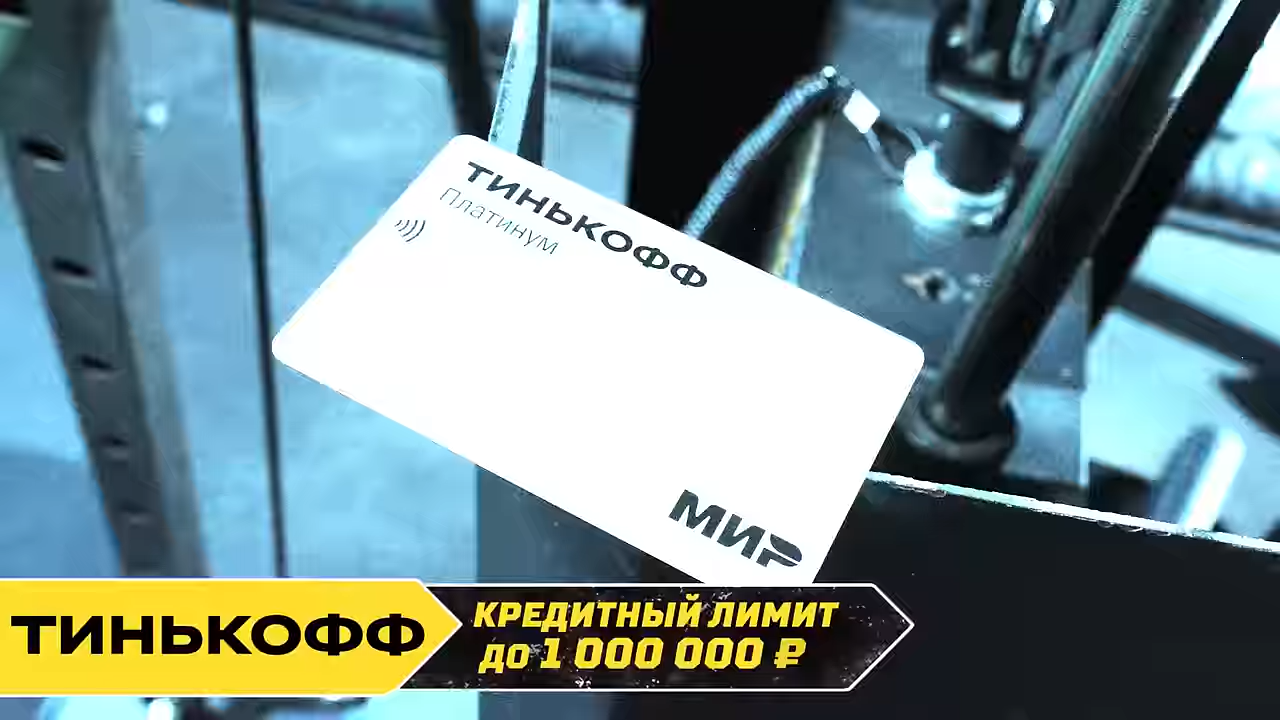 ТИНЬКОФФ
Платинум
МИР
ТИНЬКОФФ
КРЕДИТНЫЙ ЛИМИТ
ДО 1 000 000 ₽